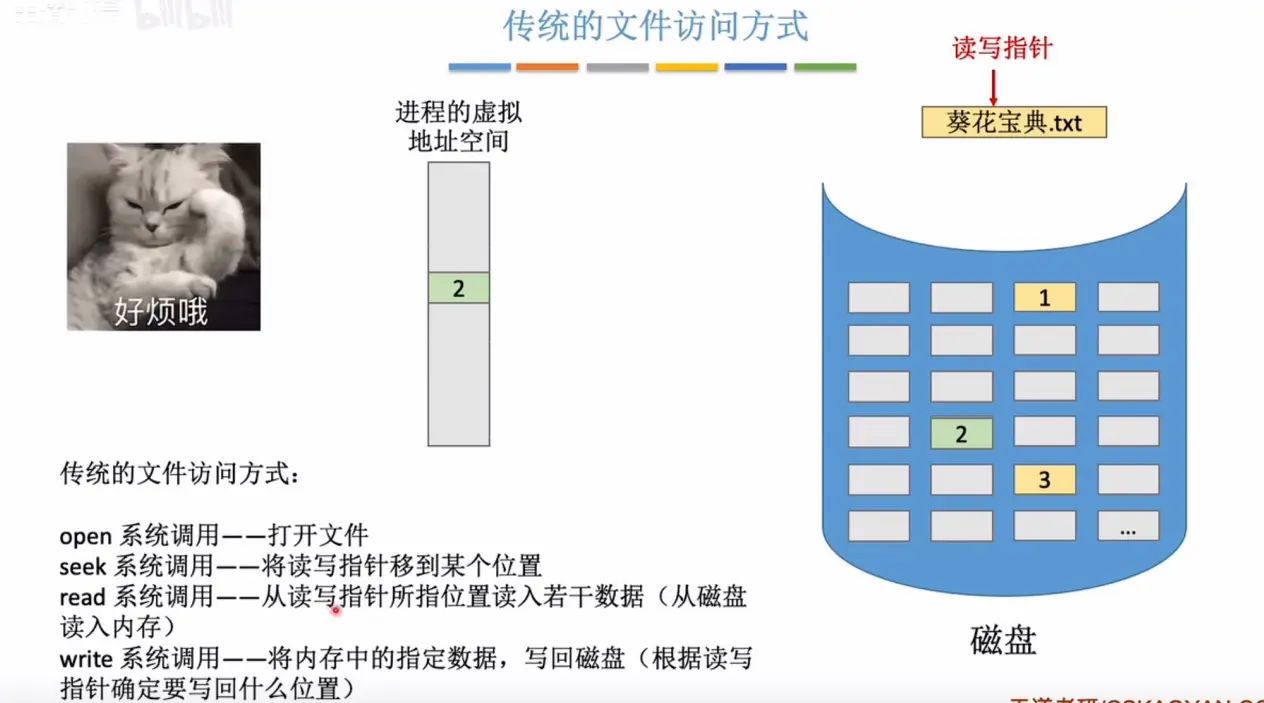 bilibili
传统的文件访问方式
读写指针
葵花宝典.txt
进程的虚拟
地址空间
好烦哦
2
1
2
3
...
磁盘
传统的文件访问方式：
open 系统调用——打开文件
seek 系统调用——将读写指针移到某个位置
read 系统调用——从读写指针所指位置读入若干数据（从磁盘
读入内存）
write 系统调用——将内存中的指定数据，写回磁盘（根据读写
指针确定要写回什么位置）